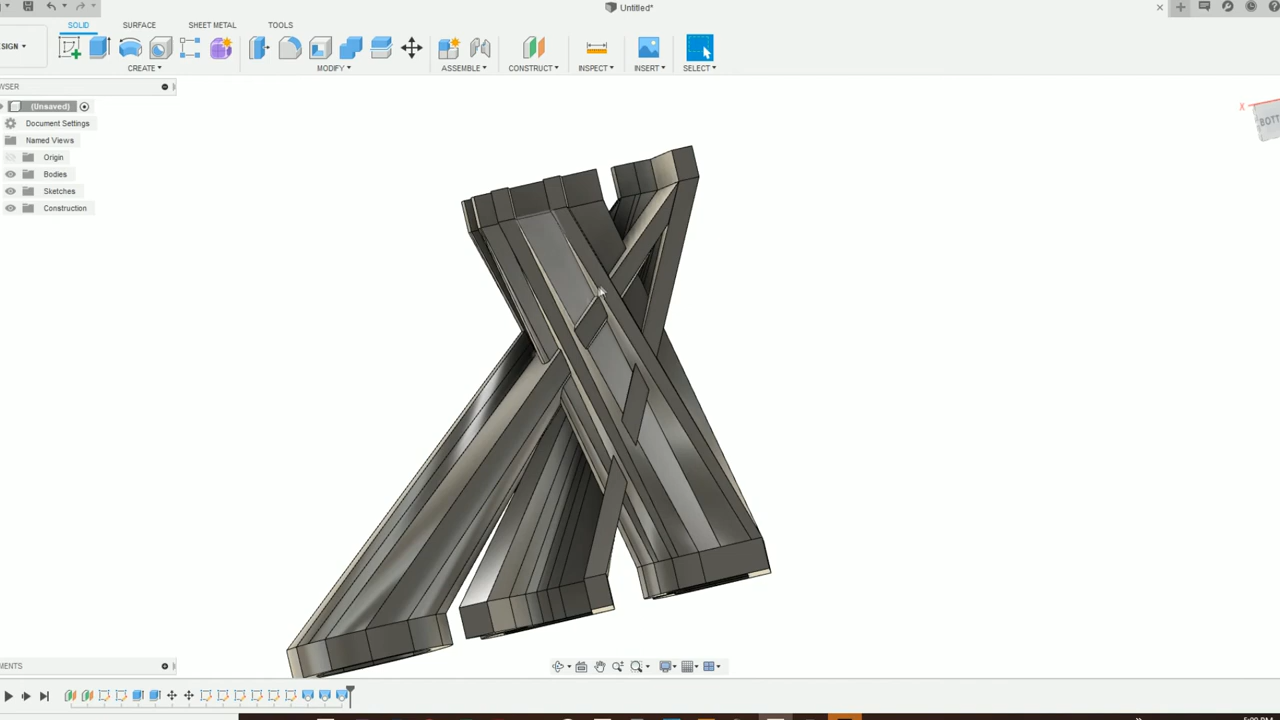 Untitled*
SOLID SURFACE SHEET METAL TOOLS
ESIGN
CREATE MODIFY ASSEMBLE CONSTRUCT INSPECT INSERT SELECT
WSER
(Unsaved)
Document Settings
Named Views
Origin
Bodies
Sketches
Construction
X
BOTT
MENTS